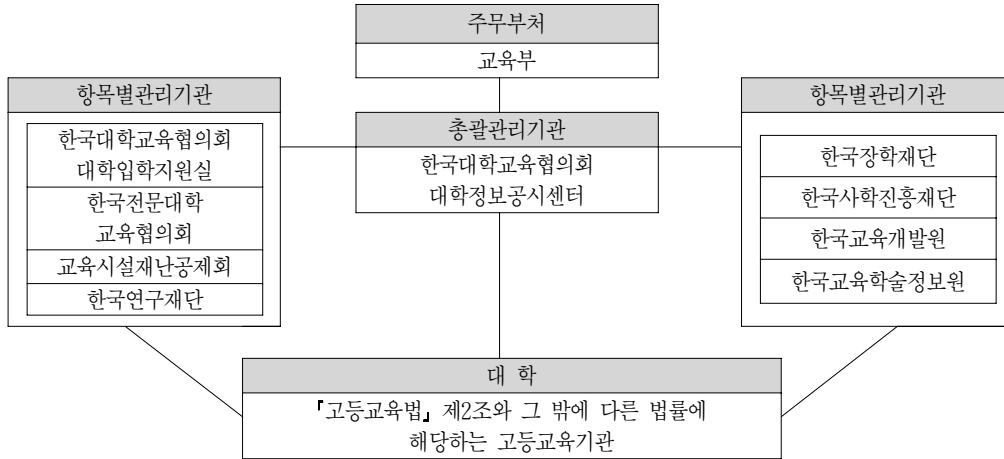 주무부처
교육부
항목별관리기관
한국대학교육협의회
대학입학지원실
한국전문대학
교육협의회
교육시설재난공제회
한국연구재단
총괄관리기관
한국대학교육협의회
대학정보공시센터
항목별관리기관
한국장학재단
한국사학진흥재단
한국교육개발원
한국교육학술정보원
대 학
『고등교육법』 제2조와 그 밖에 다른 법률에
해당하는 고등교육기관